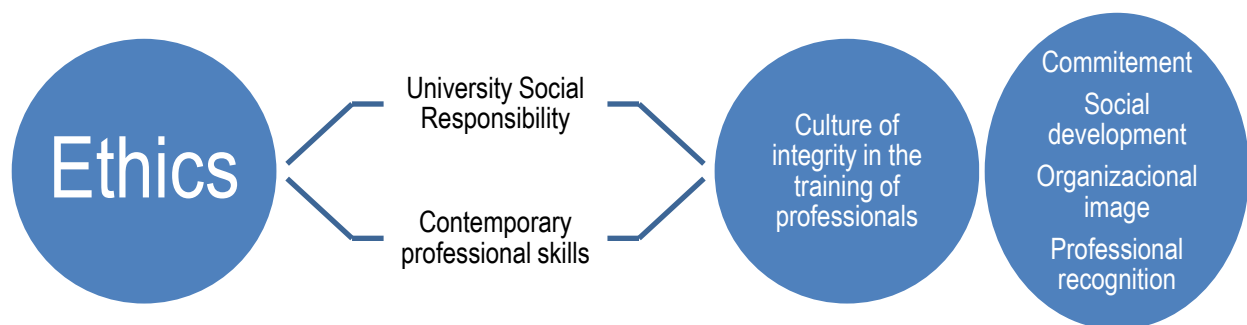 Ethics
University Social
Responsibility
Contemporary
professional skills
Culture of
integrity in the
training of
professionals
Commitement
Social
development
Organizacional
image
Professional
recognition